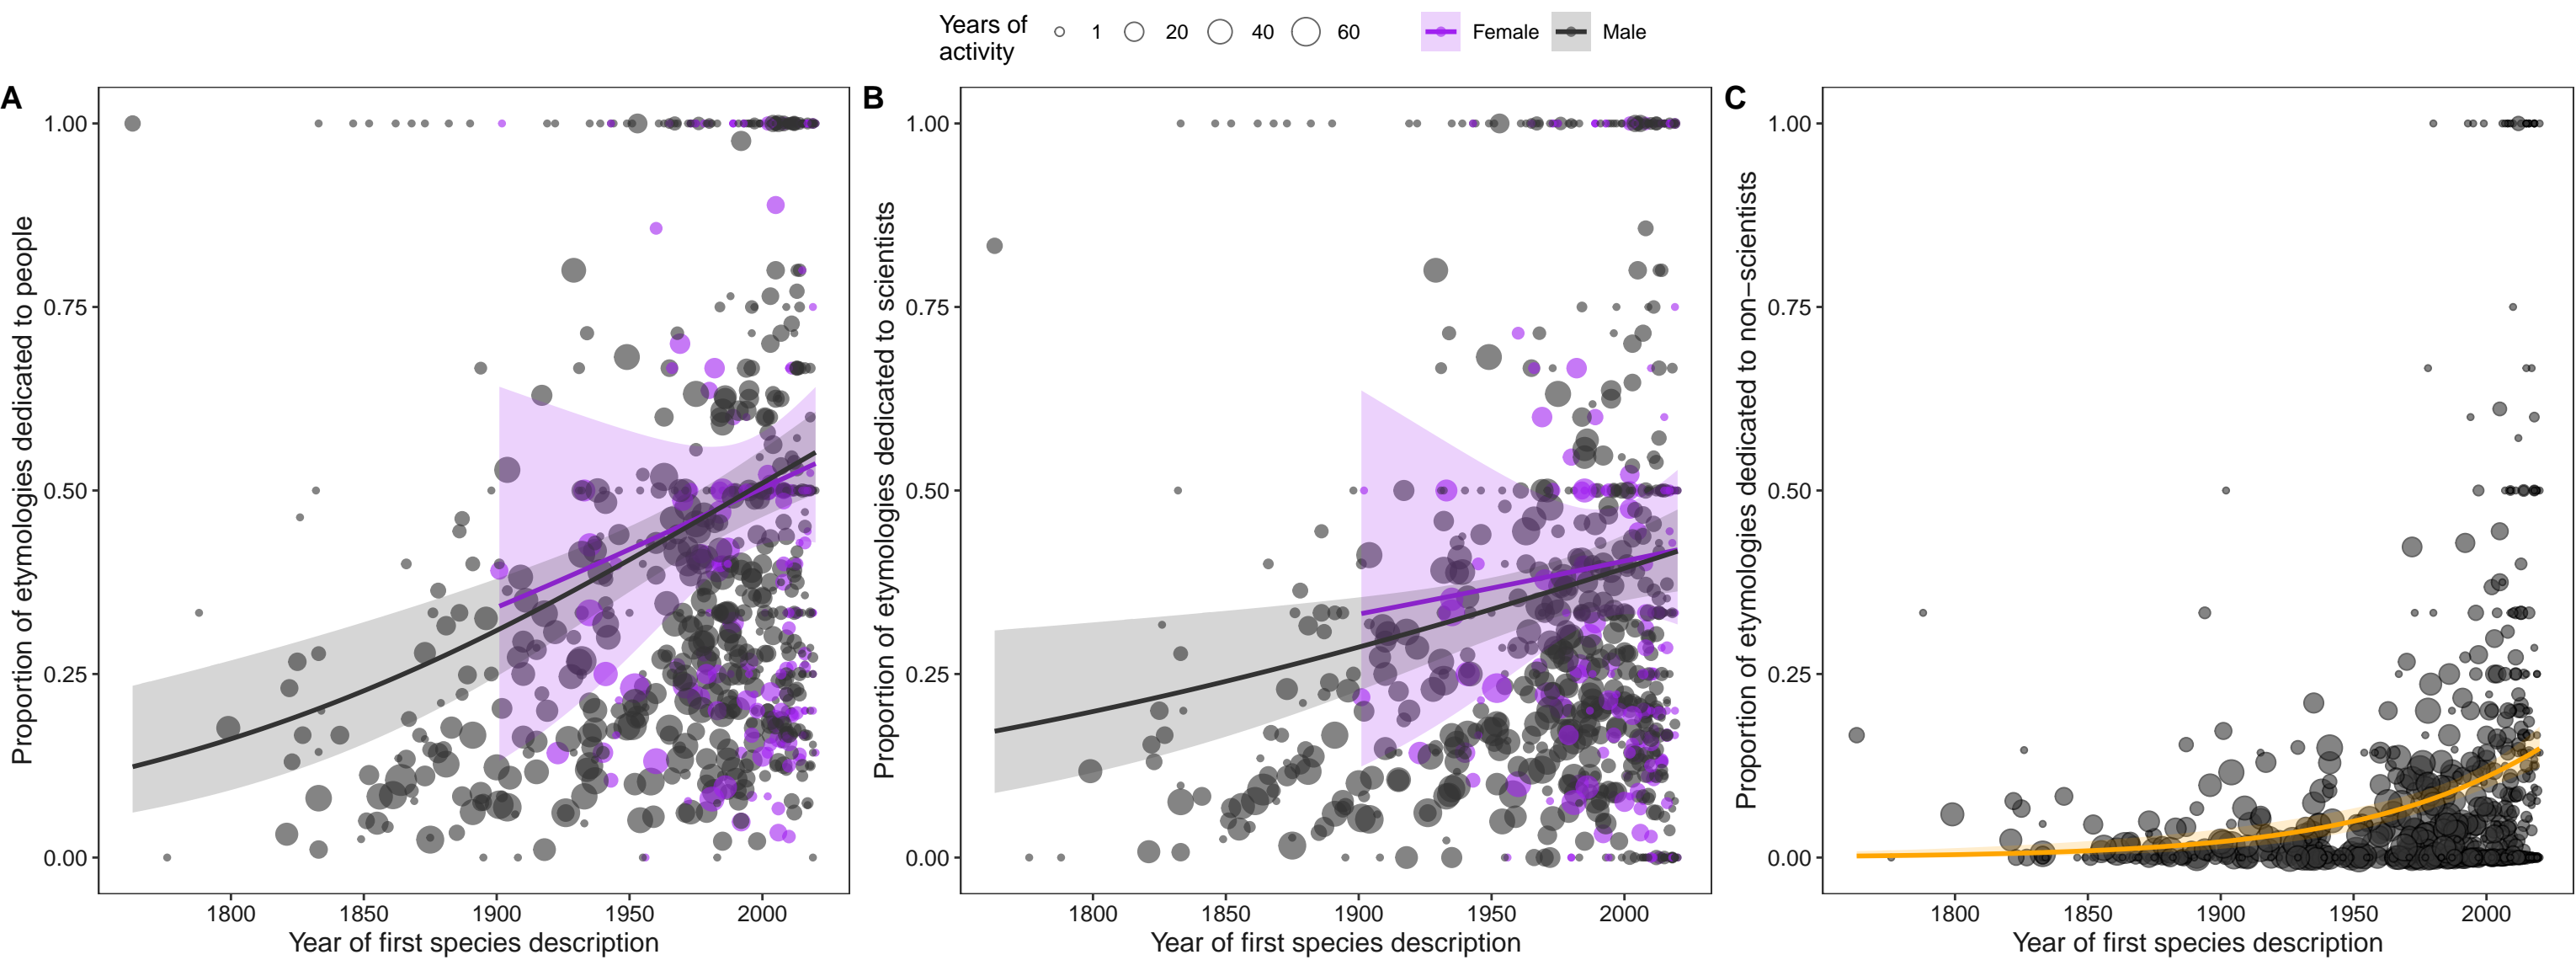 Years of
activity
1 20 40 60 Female Male
A
Proportion of etymologies dedicated to people
1.00
0.75
0.50
0.25
0.00
1800 1850 1900 1950 2000
Year of first species description
B
Proportion of etymologies dedicated to scientists
1.00
0.75
0.50
0.25
0.00
1800 1850 1900 1950 2000
Year of first species description
C
Proportion of etymologies dedicated to non−scientists
1.00
0.75
0.50
0.25
0.00
1800 1850 1900 1950 2000
Year of first species description